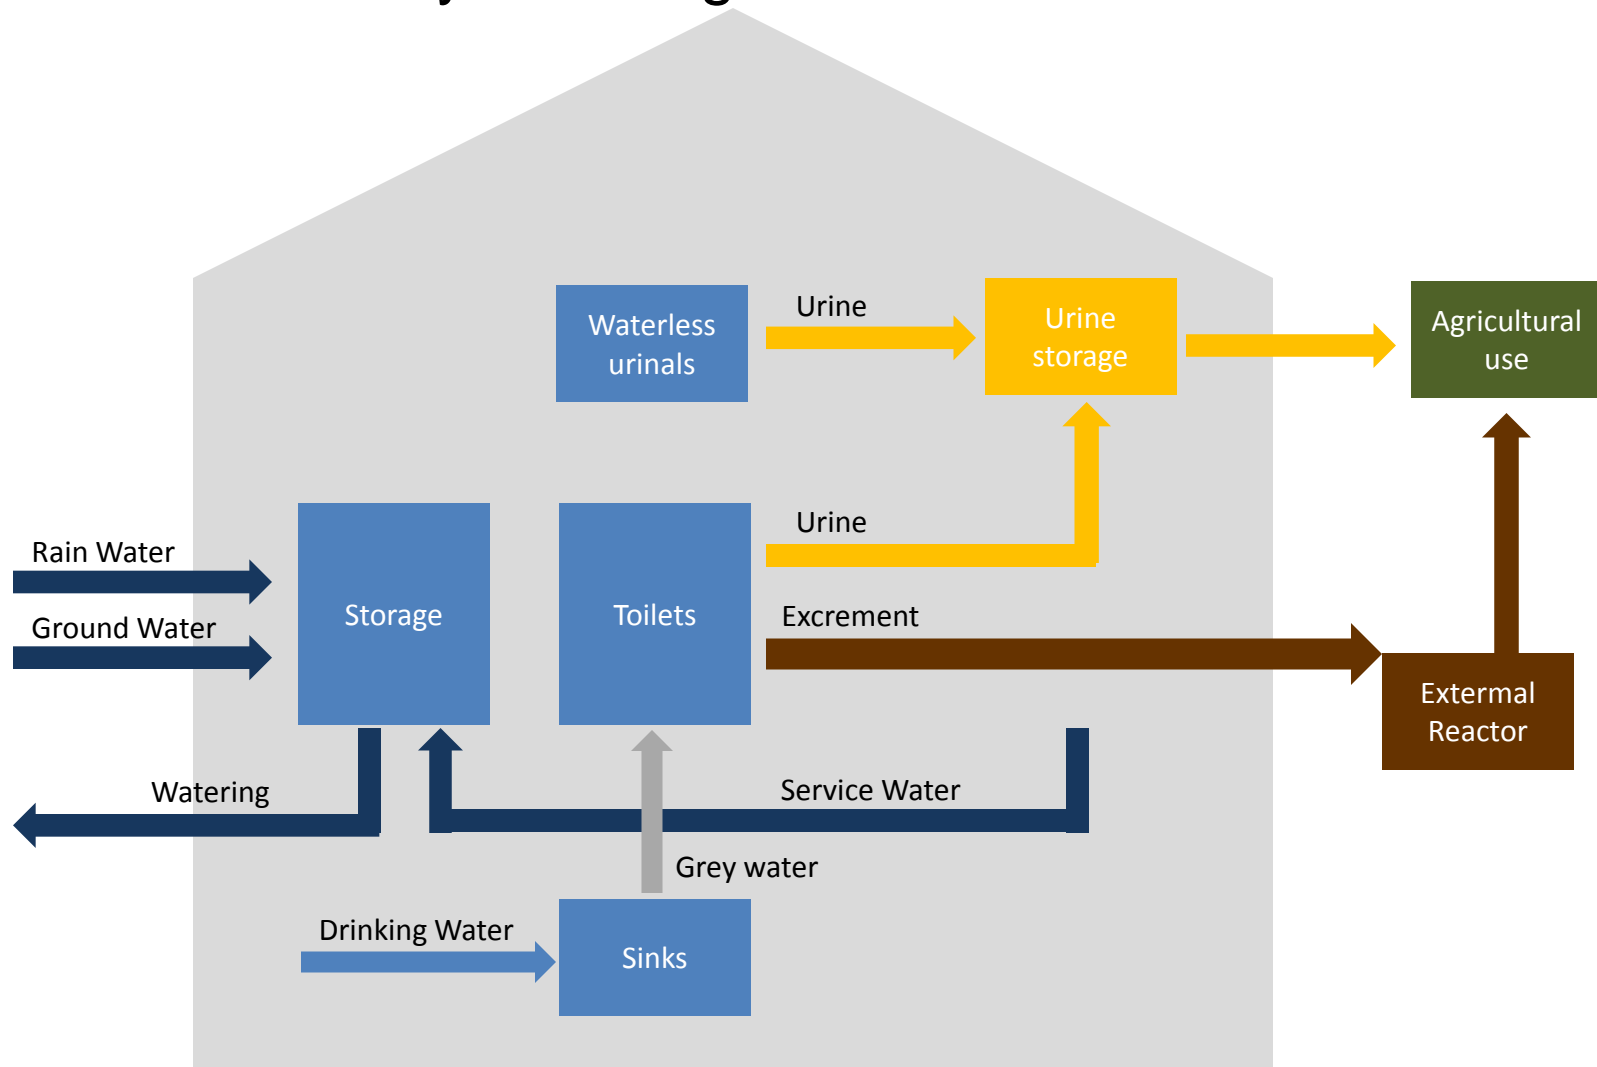 Waterless
urinals
Urine
Urine
storage
Agricultural
use
Rain Water
Ground Water
Storage
Toilets
Urine
Excrement
Extermal
Reactor
Watering
Service Water
Grey water
Drinking Water
Sinks